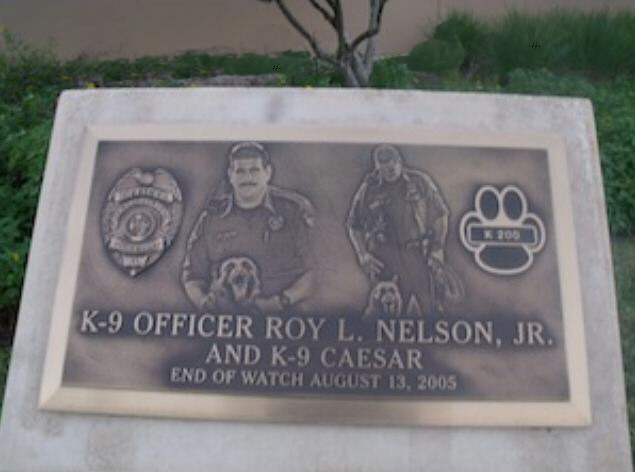 K 200
K-9 OFFICER ROY L. NELSON, JR.
AND K-9 CAESAR
END OF WATCH AUGUST 13, 2005